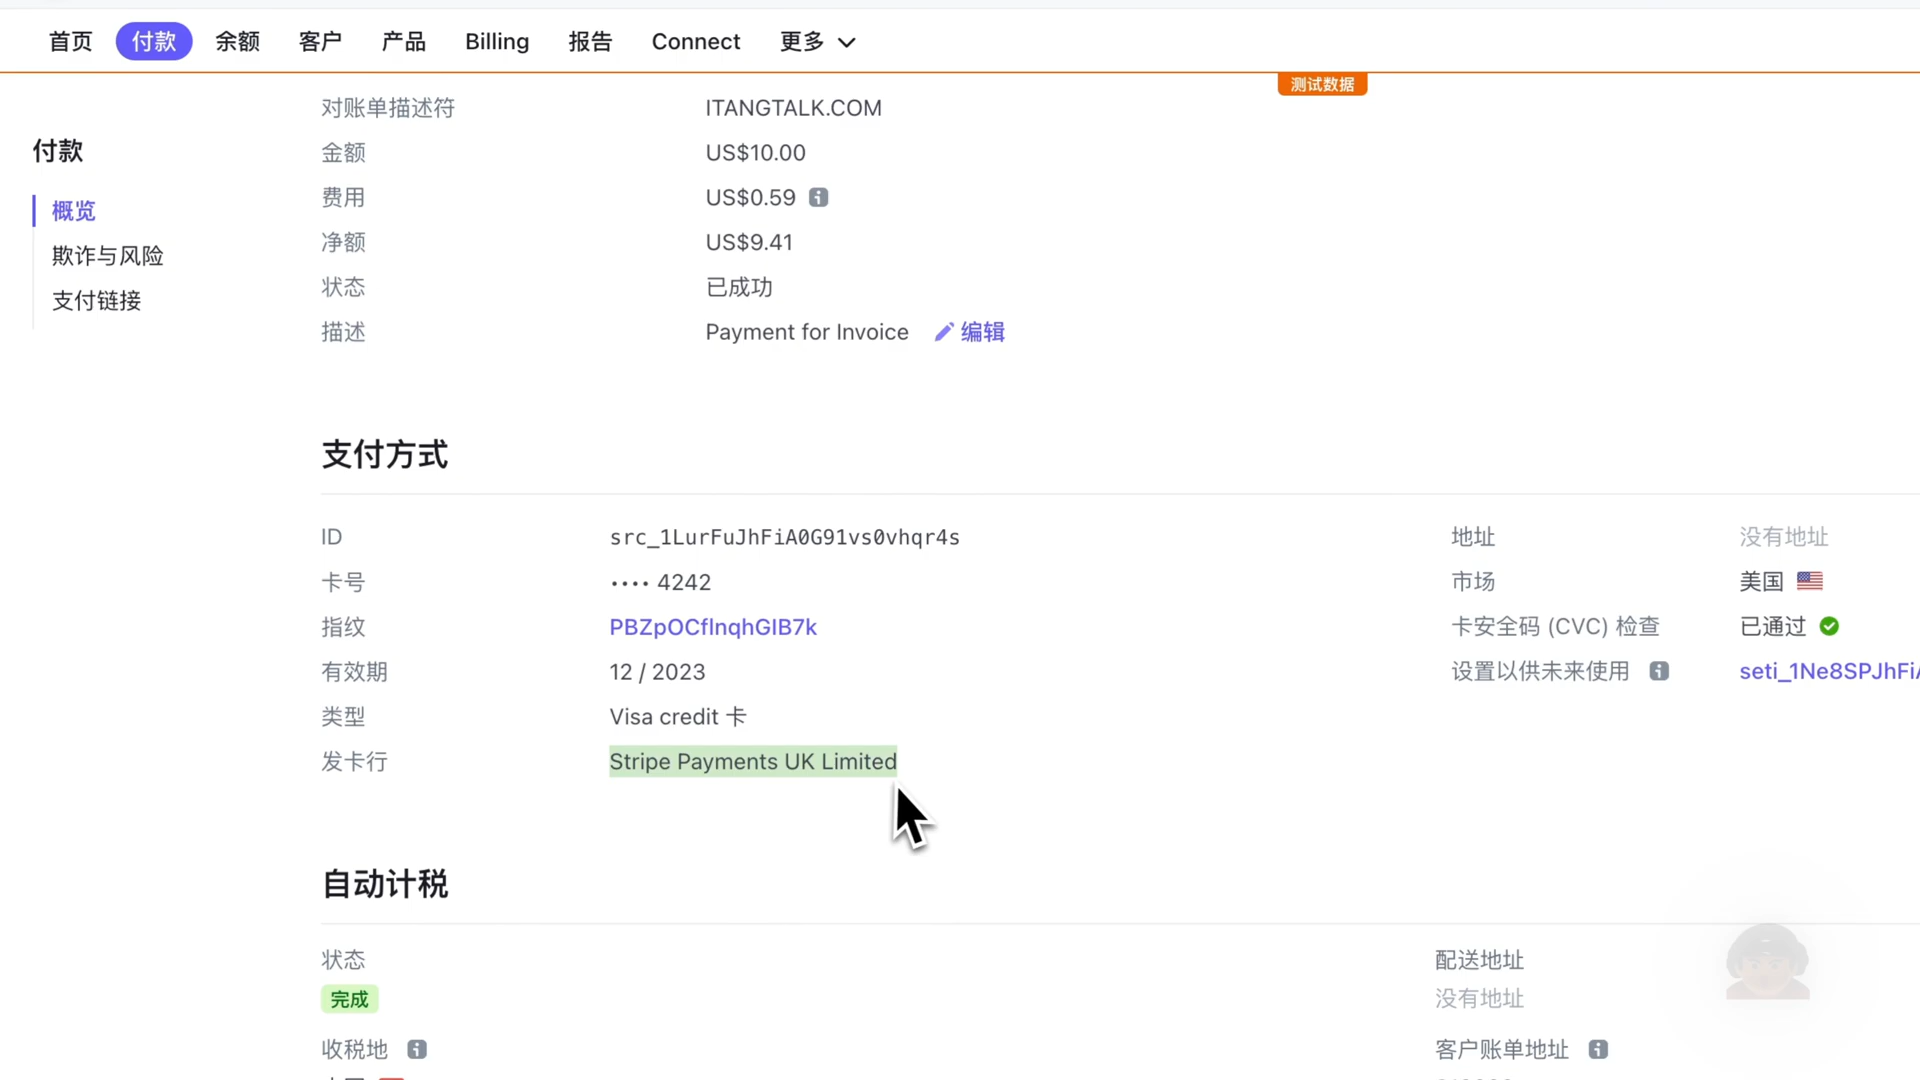 首页 付款 余额 客户 产品 Billing 报告 Connect 更多
测试数据
付款
概览
欺诈与风险
支付链接
对账单描述符 ITANGTALK.COM
金额 US$10.00
费用 US$0.59
净额 US$9.41
状态 已成功
描述 Payment for Invoice 编辑
支付方式
ID src_1LurFuJhFiA0G91vs0vhqr4s
卡号 •••• 4242
指纹 PBZpOCflnqhGIB7k
有效期 12 / 2023
类型 Visa credit 卡
发卡行 Stripe Payments UK Limited
地址 没有地址
市场 美国
卡安全码 (CVC) 检查 已通过
设置以供未来使用 seti_1Ne8SPJhFi
自动计税
状态
完成
收税地
配送地址
没有地址
客户账单地址